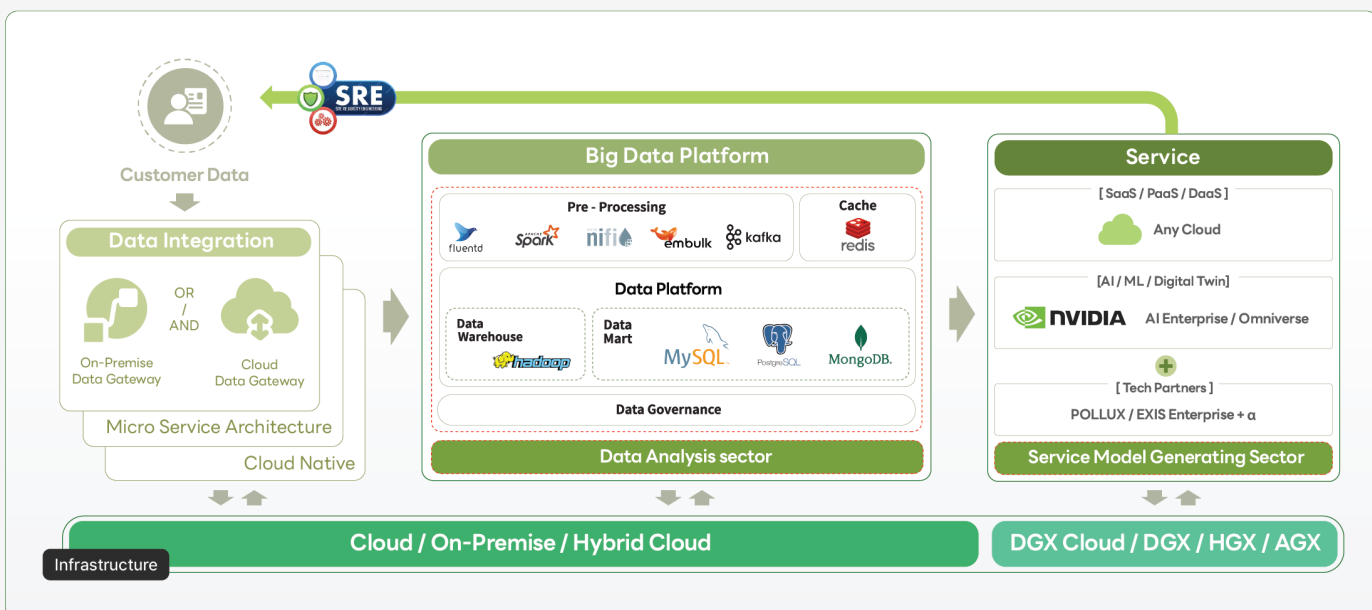 SRE
SITE RELIABILITY ENGINEERING
Customer Data
Data Integration
OR
/
AND
On-Premise
Data Gateway
Cloud
Data Gateway
Micro Service Architecture
Cloud Native
Big Data Platform
Pre - Processing
fluentd
APACHE
Spark
nifi
embulk
kafka
Cache
redis
Data Platform
Data
Warehouse
hadoop
Data
Mart
MySQL
PostgreSQL
MongoDB.
Data Governance
Data Analysis sector
Service
[ SaaS / PaaS / DaaS ]
Any Cloud
[AI / ML / Digital Twin]
NVIDIA
AI Enterprise / Omniverse
[ Tech Partners ]
POLLUX / EXIS Enterprise + α
Service Model Generating Sector
Cloud / On-Premise / Hybrid Cloud
DGX Cloud / DGX / HGX / AGX
Infrastructure